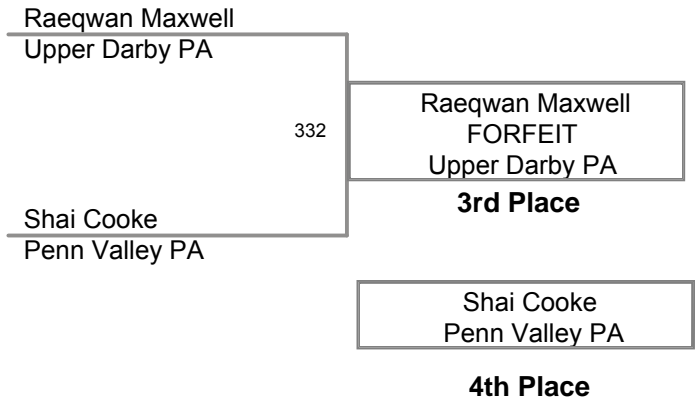 Raeqwan Maxwell
Upper Darby PA
332
Raeqwan Maxwell
FORFEIT
Upper Darby PA
3rd Place
Shai Cooke
Penn Valley PA
Shai Cooke
Penn Valley PA
4th Place